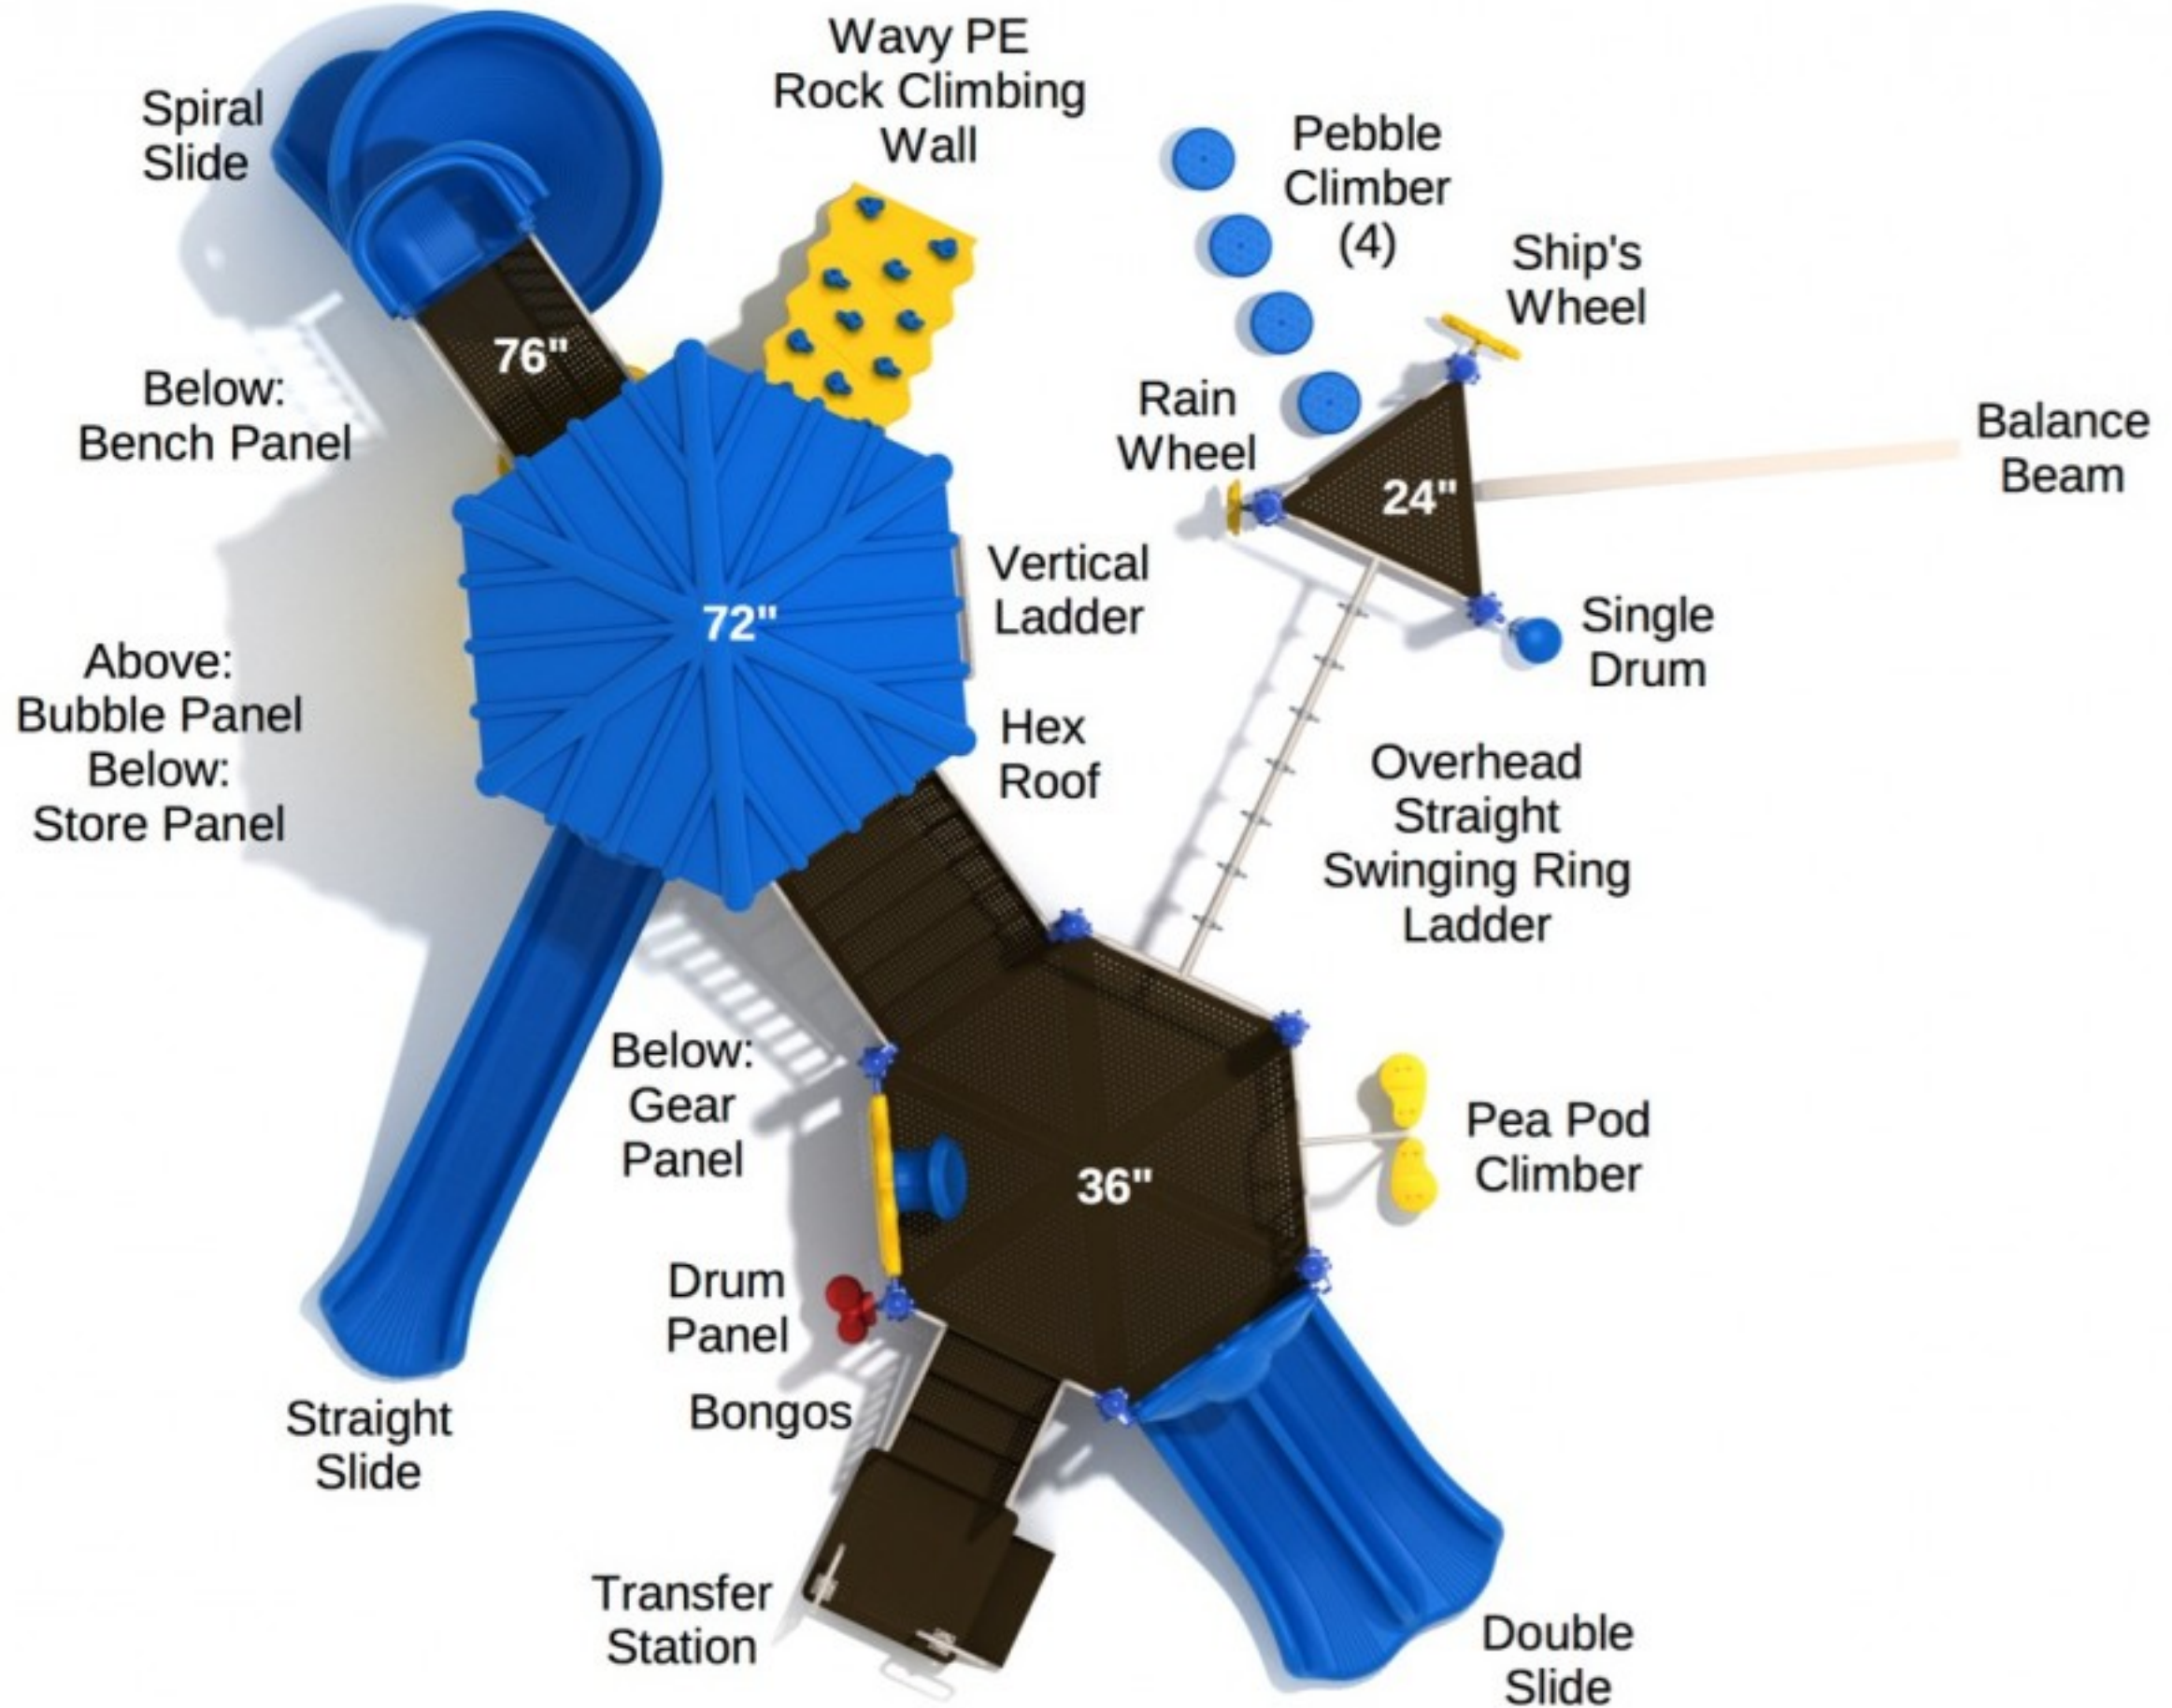 Wavy PE
Rock Climbing
Wall
Spiral
Slide
Pebble
Climber
(4)
Ship's
Wheel
76"
Below:
Bench Panel
Rain
Wheel
24"
Balance
Beam
Vertical
Ladder
72"
Single
Drum
Above:
Bubble Panel
Below:
Store Panel
Hex
Roof
Overhead
Straight
Swinging Ring
Ladder
Below:
Gear
Panel
36"
Pea Pod
Climber
Drum
Panel
Bongos
Straight
Slide
Transfer
Station
Double
Slide